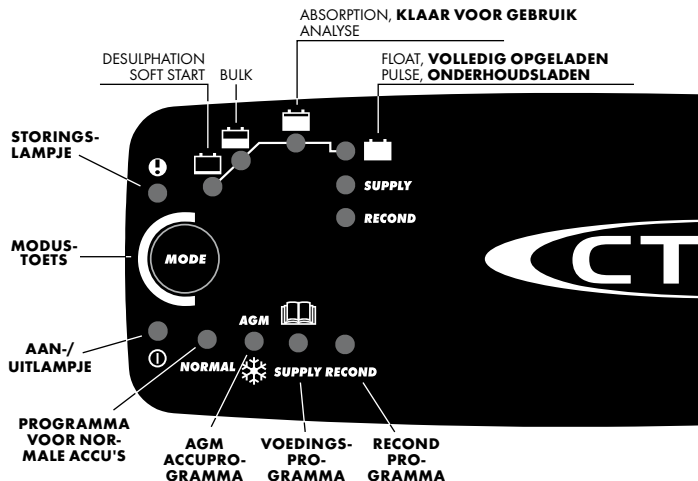 ABSORPTION, KLAAR VOOR GEBRUIK
ANALYSE
DESULPHATION
SOFT START
BULK
FLOAT, VOLLEDIG OPGELADEN
PULSE, ONDERHOUDSLADEN
STORINGS-
LAMPJE
SUPPLY
RECOND
MODUS-
TOETS
MODE
CT
AGM
AAN-/
UITLAMPJE
NORMAL
SUPPLY RECOND
PROGRAMMA
VOOR NOR-
MALE ACCU'S
AGM
ACCUPRO-
GRAMMA
VOEDINGS-
PRO-
GRAMMA
RECOND
PRO-
GRAMMA